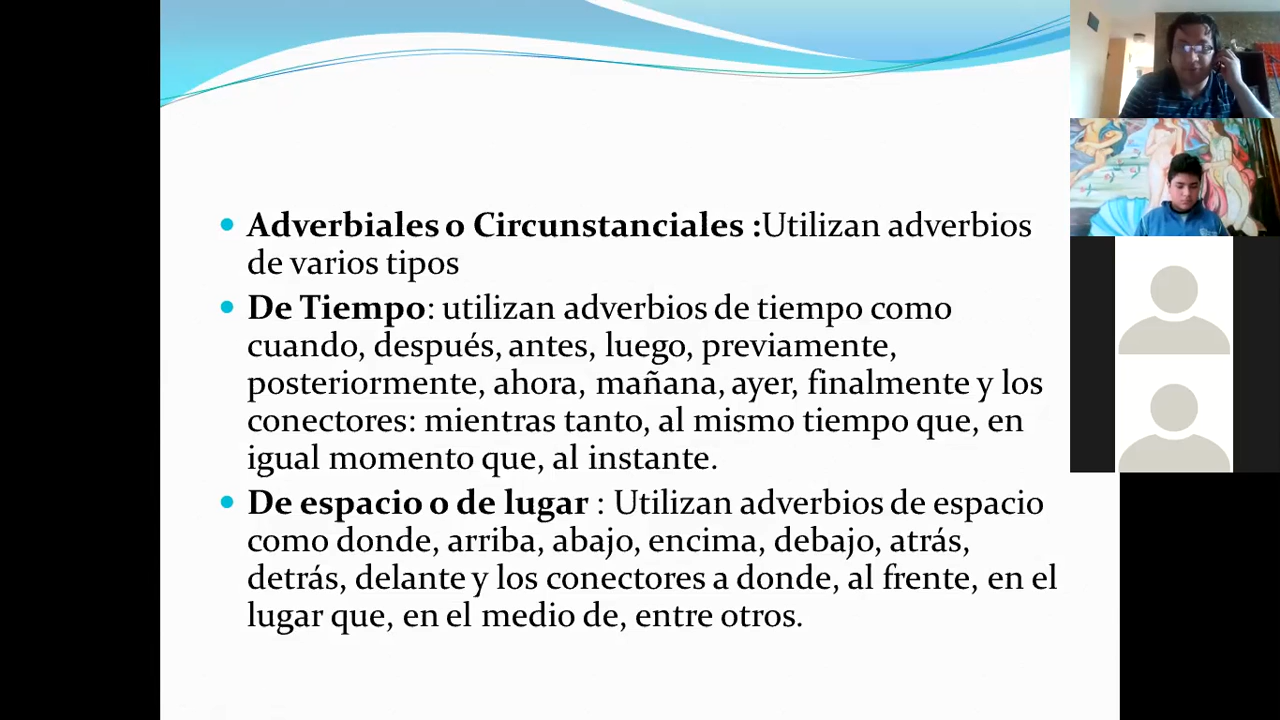 Adverbiales o Circunstanciales :Utilizan adverbios
de varios tipos
De Tiempo: utilizan adverbios de tiempo como
cuando, después, antes, luego, previamente,
posteriormente, ahora, mañana, ayer, finalmente y los
conectores: mientras tanto, al mismo tiempo que, en
igual momento que, al instante.
De espacio o de lugar : Utilizan adverbios de espacio
como donde, arriba, abajo, encima, debajo, atrás,
detrás, delante y los conectores a donde, al frente, en el
lugar que, en el medio de, entre otros.